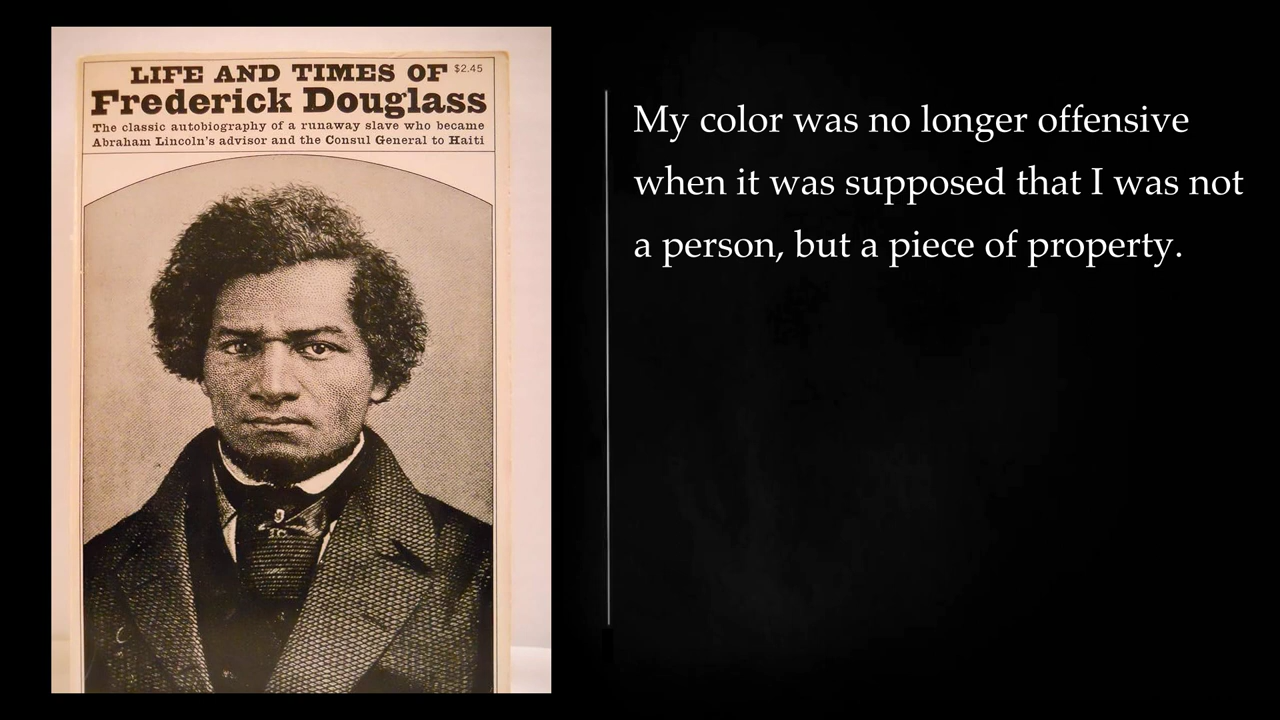 LIFE AND TIMES OF $2.45
Frederick Douglass
The classic autobiography of a runaway slave who became
Abraham Lincoln's advisor and the Consul General to Haiti
My color was no longer offensive
when it was supposed that I was not
a person, but a piece of property.